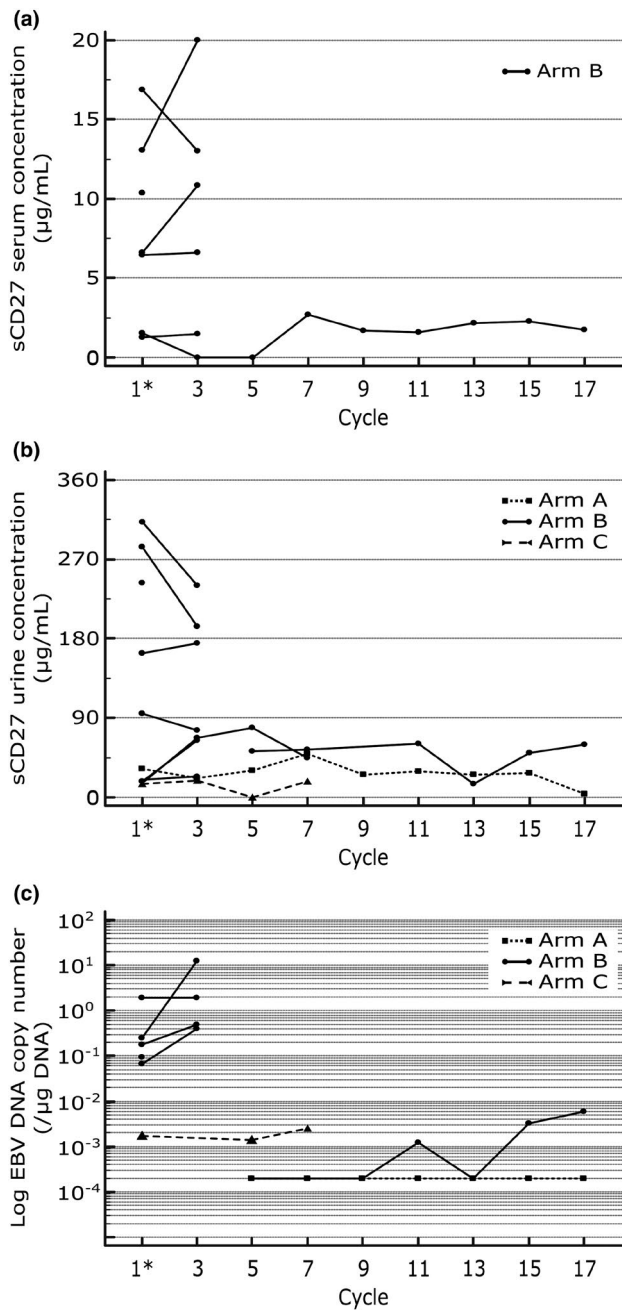 (a)
sCD27 serum concentration
(µg/mL)
20
15
10
5
0
Arm B
1* 3 5 7 9 11 13 15 17
Cycle
(b)
sCD27 urine concentration
(µg/mL)
360
270
180
90
0
Arm A
Arm B
Arm C
1* 3 5 7 9 11 13 15 17
Cycle
(c)
Log EBV DNA copy number
(/µg DNA)
10²
10¹
10⁰
10⁻¹
10⁻²
10⁻³
10⁻⁴
Arm A
Arm B
Arm C
1* 3 5 7 9 11 13 15 17
Cycle